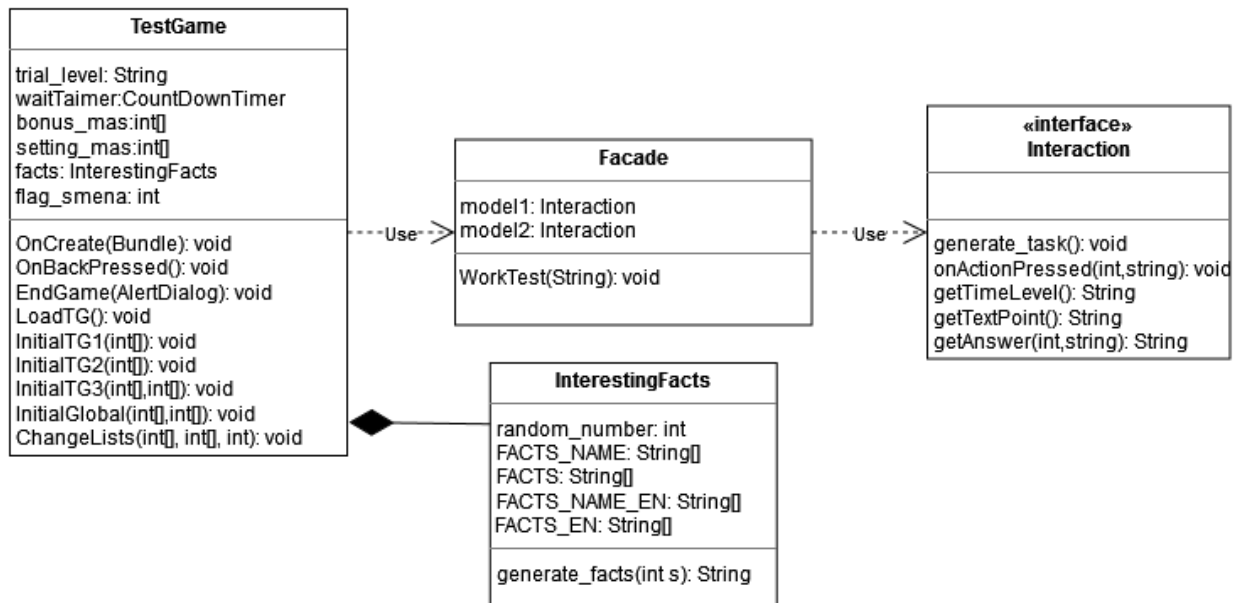 TestGame
trial_level: String
waitTaimer:CountDownTimer
bonus_mas:int[]
setting_mas:int[]
facts: InterestingFacts
flag_smena: int
OnCreate(Bundle): void
OnBackPressed(): void
EndGame(AlertDialog): void
LoadTG(): void
InitialTG1(int[]): void
InitialTG2(int[]): void
InitialTG3(int[],int[]): void
InitialGlobal(int[],int[]): void
ChangeLists(int[], int[], int): void
Use
Facade
model1: Interaction
model2: Interaction
WorkTest(String): void
Use
«interface»
Interaction
generate_task(): void
onActionPressed(int,string): void
getTimeLevel(): String
getTextPoint(): String
getAnswer(int,string): String
InterestingFacts
random_number: int
FACTS_NAME: String[]
FACTS: String[]
FACTS_NAME_EN: String[]
FACTS_EN: String[]
generate_facts(int s): String